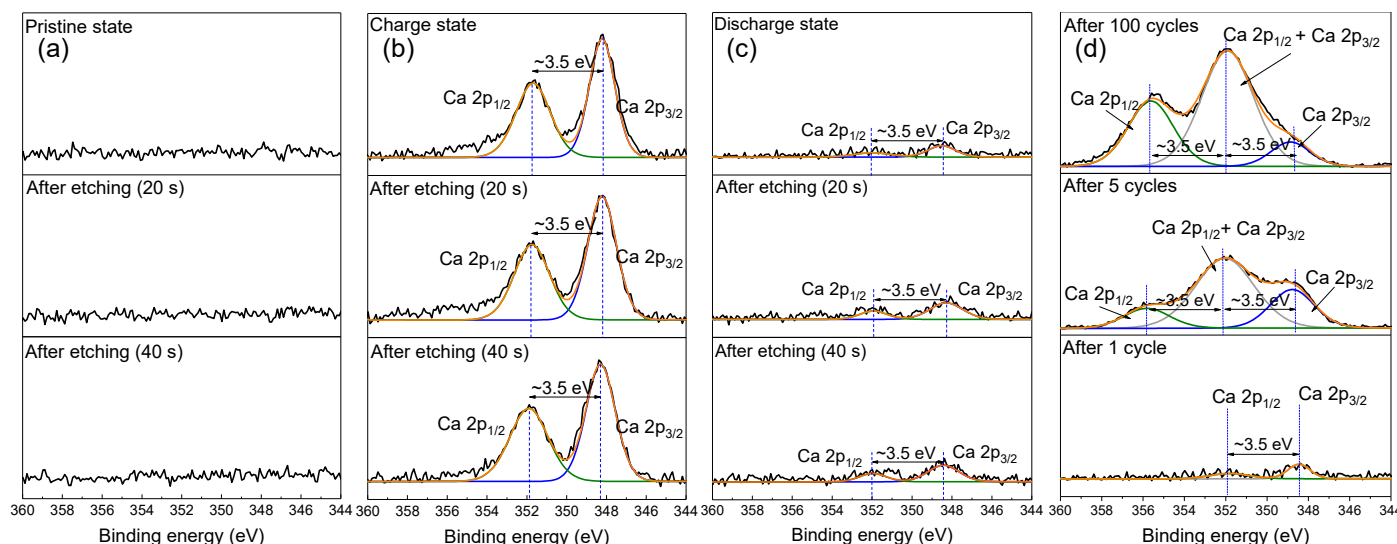 Pristine state
(a)
After etching (20 s)
After etching (40 s)
360 358 356 354 352 350 348 346 344
Binding energy (eV)
Charge state
(b)
~3.5 eV
Ca 2p1/2
Ca 2p3/2
After etching (20 s)
~3.5 eV
Ca 2p1/2
Ca 2p3/2
After etching (40 s)
~3.5 eV
Ca 2p1/2
Ca 2p3/2
360 358 356 354 352 350 348 346 344
Binding energy (eV)
Discharge state
(c)
Ca 2p1/2
~3.5 eV
Ca 2p3/2
After etching (20 s)
Ca 2p1/2
~3.5 eV
Ca 2p3/2
After etching (40 s)
Ca 2p1/2
~3.5 eV
Ca 2p3/2
360 358 356 354 352 350 348 346 344
Binding energy (eV)
After 100 cycles
(d)
Ca 2p1/2 + Ca 2p3/2
Ca 2p1/2
Ca 2p3/2
~3.5 eV
~3.5 eV
After 5 cycles
Ca 2p1/2+ Ca 2p3/2
Ca 2p1/2
~3.5 eV
~3.5 eV
Ca 2p3/2
After 1 cycle
Ca 2p1/2
Ca 2p3/2
~3.5 eV
360 358 356 354 352 350 348 346 344
Binding energy (eV)